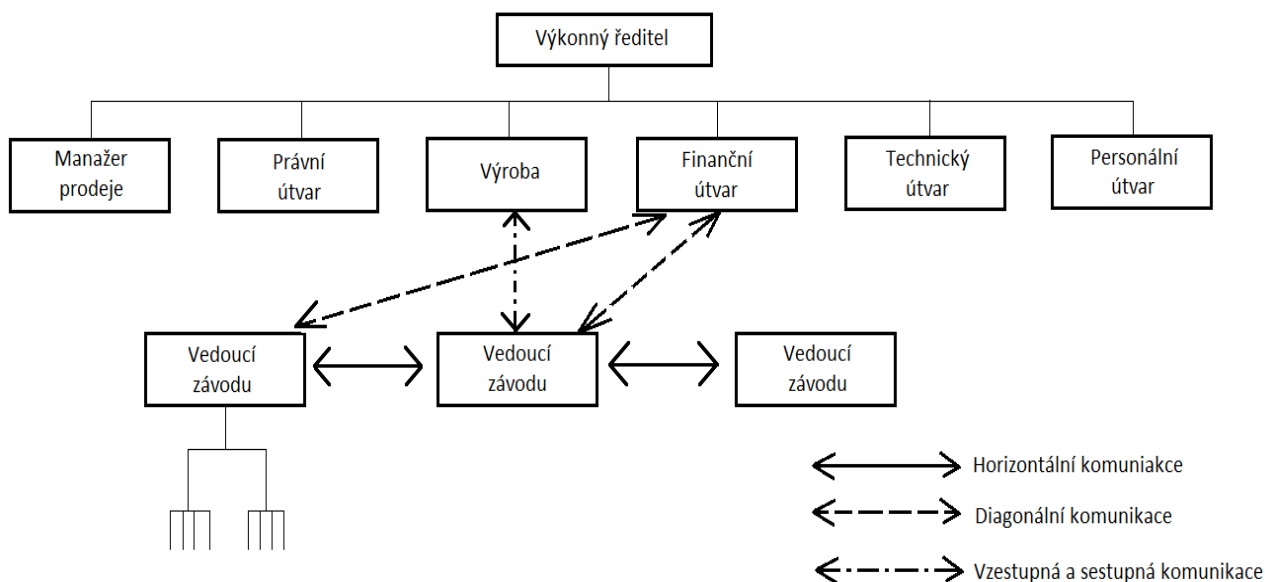 Výkonný ředitel
Manažer
prodeje
Právní
útvar
Výroba
Finanční
útvar
Technický
útvar
Personální
útvar
Vedoucí
závodu
Vedoucí
závodu
Vedoucí
závodu
Horizontální komuniakce
Diagonální komunikace
Vzestupná a sestupná komunikace